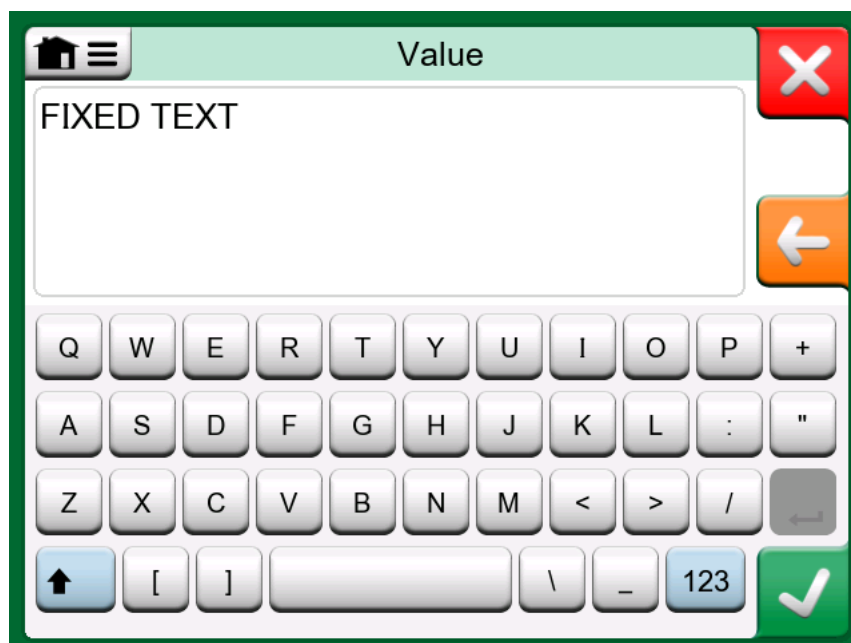 Value
FIXED TEXT
Q W E R T Y U I O P +
A S D F G H J K L : "
Z X C V B N M < > /
[ ] \ _ 123